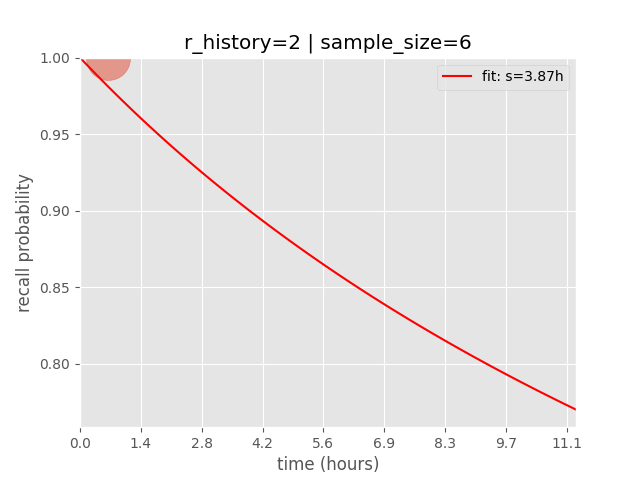 r_history=2 | sample_size=6
fit: s=3.87h
1.00
0.95
0.90
0.85
0.80
recall probability
0.0 1.4 2.8 4.2 5.6 6.9 8.3 9.7 11.1
time (hours)